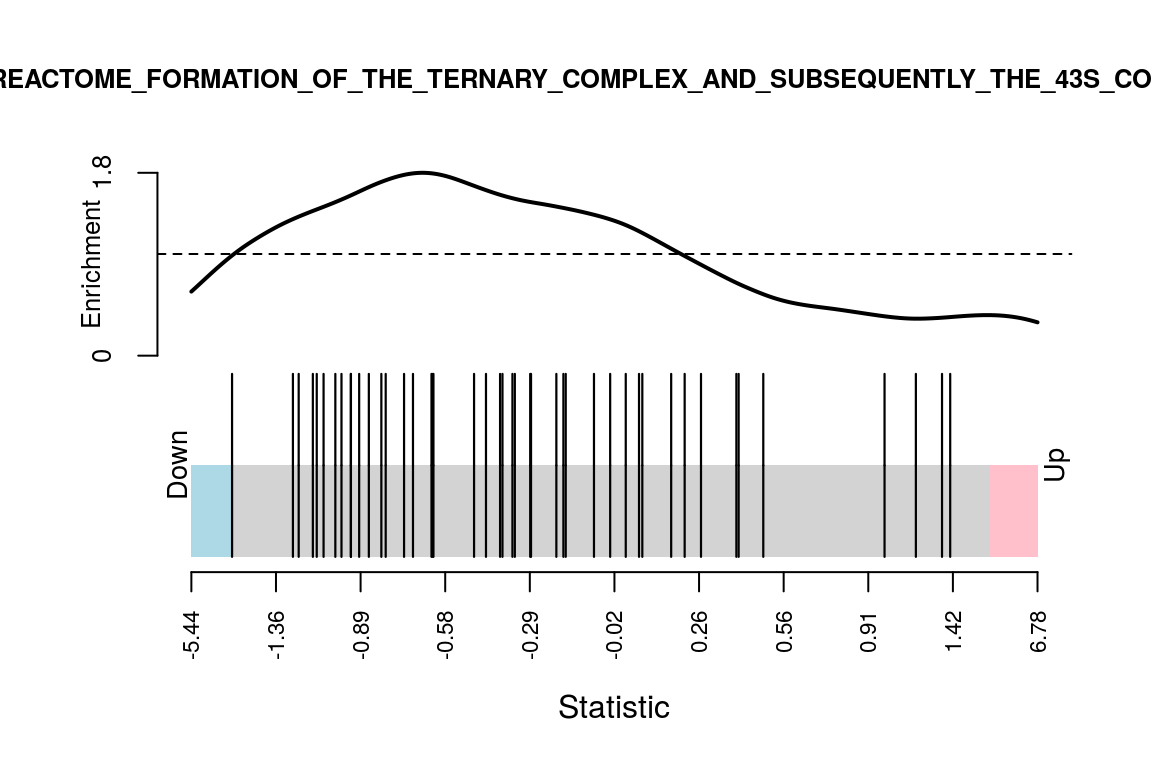 REACTOME_FORMATION_OF_THE_TERNARY_COMPLEX_AND_SUBSEQUENTLY_THE_43S_CO
1.8
Enrichment
0
Down
Up
-5.44
-1.36
-0.89
-0.58
-0.29
-0.02
0.26
0.56
0.91
1.42
6.78
Statistic